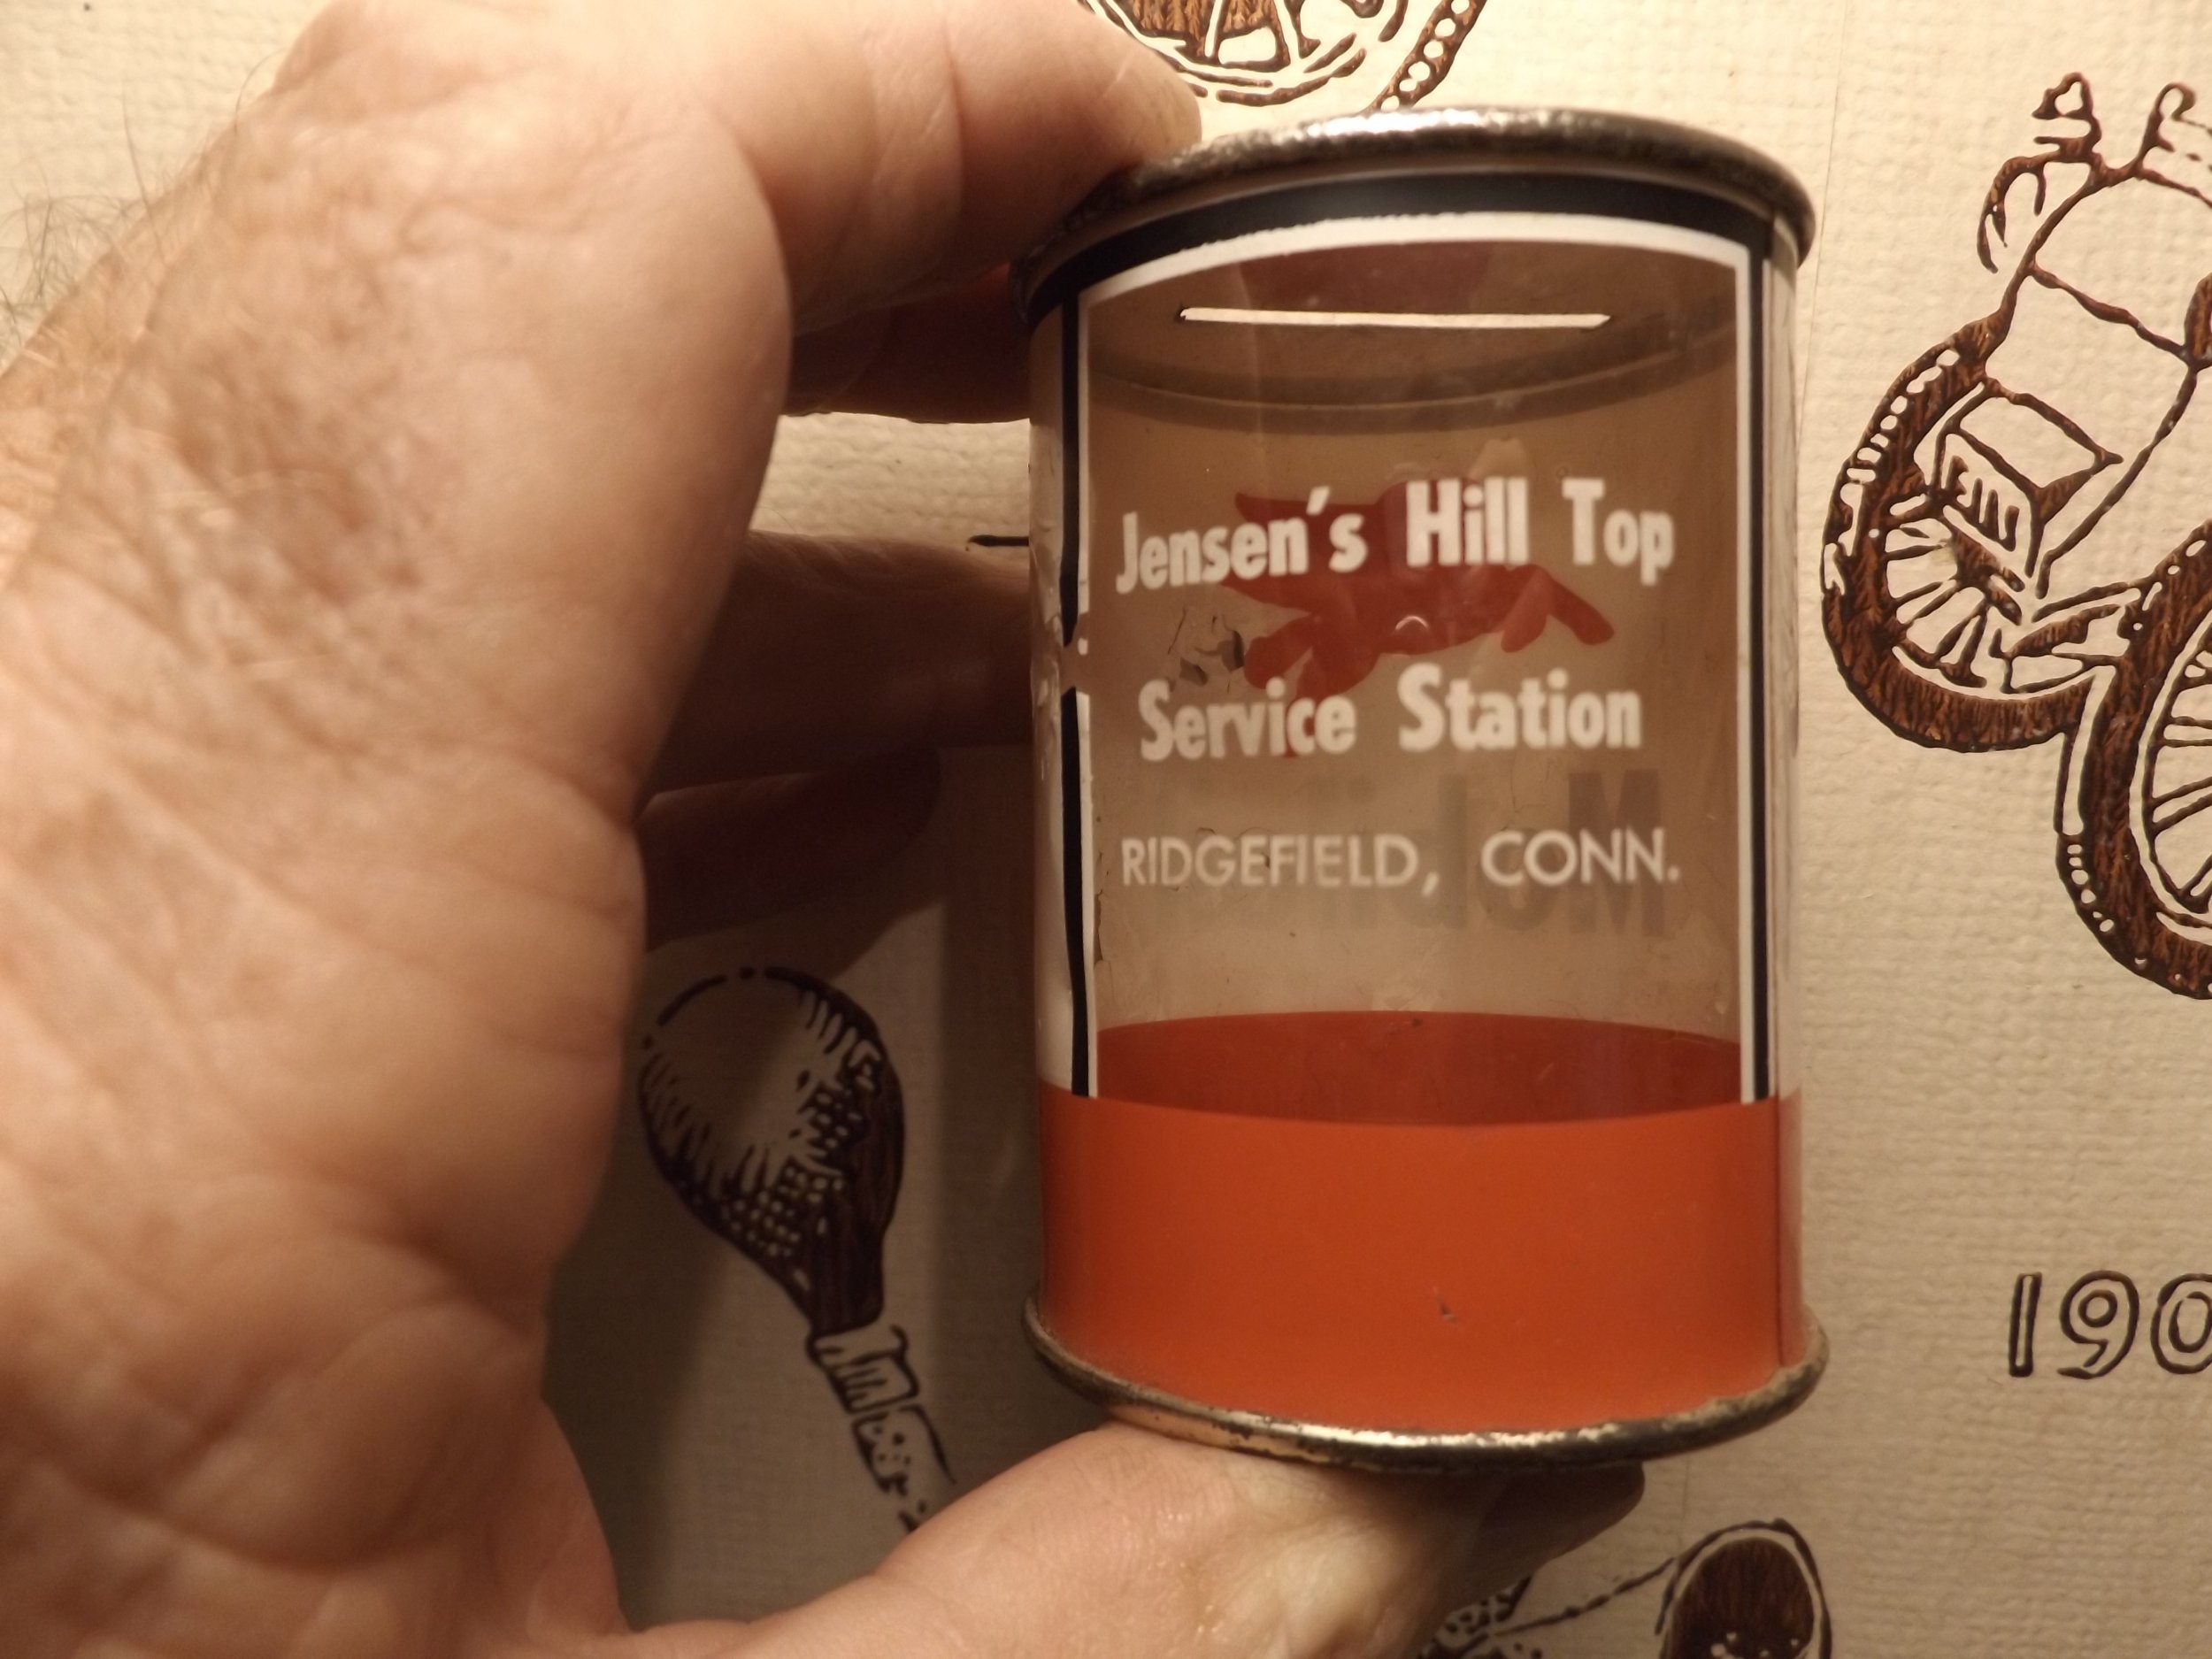 Jensen's Hill Top
Service Station
RIDGEFIELD, CONN.